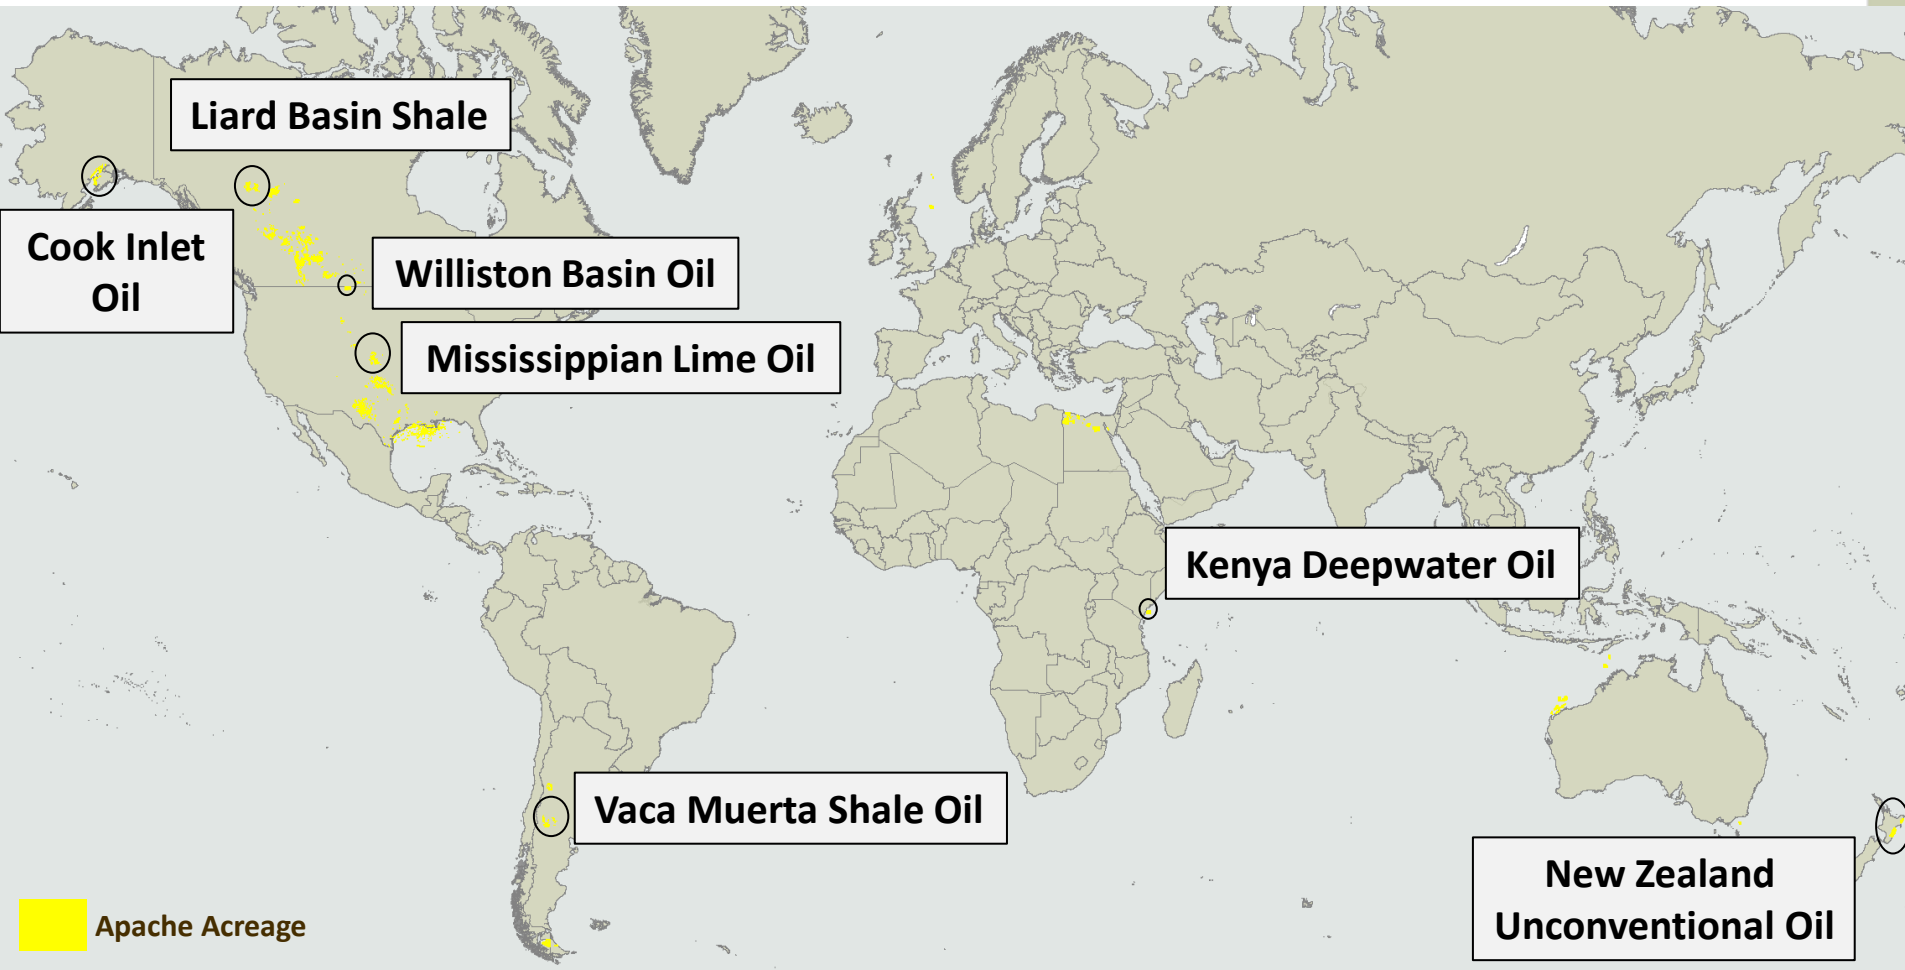 Liard Basin Shale
Cook Inlet
Oil
Williston Basin Oil
Mississippian Lime Oil
Kenya Deepwater Oil
Vaca Muerta Shale Oil
New Zealand
Unconventional Oil
Apache Acreage